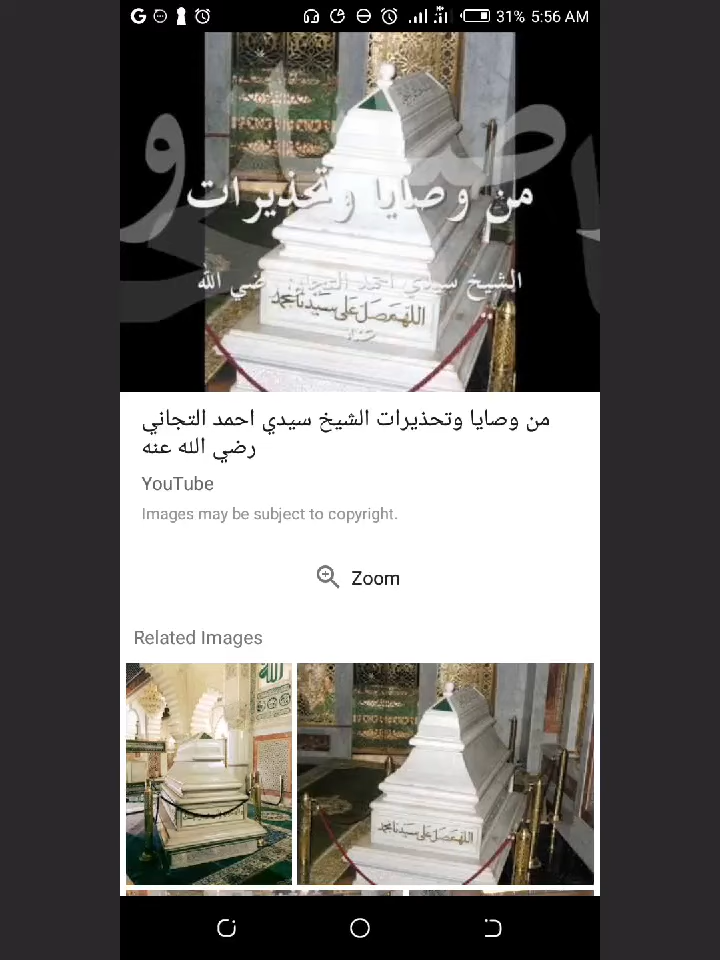 31% 5:56 AM
من وصايا وتحذيرات
الشيخ سيدي احمد التجاني رضي الله
عنه
اللهم صل على سيدنا محمد
من وصايا وتحذيرات الشيخ سيدي احمد التجاني
رضي الله عنه
YouTube
Images may be subject to copyright.
Zoom
Related Images
الله
اللهم صل على سيدنا محمد